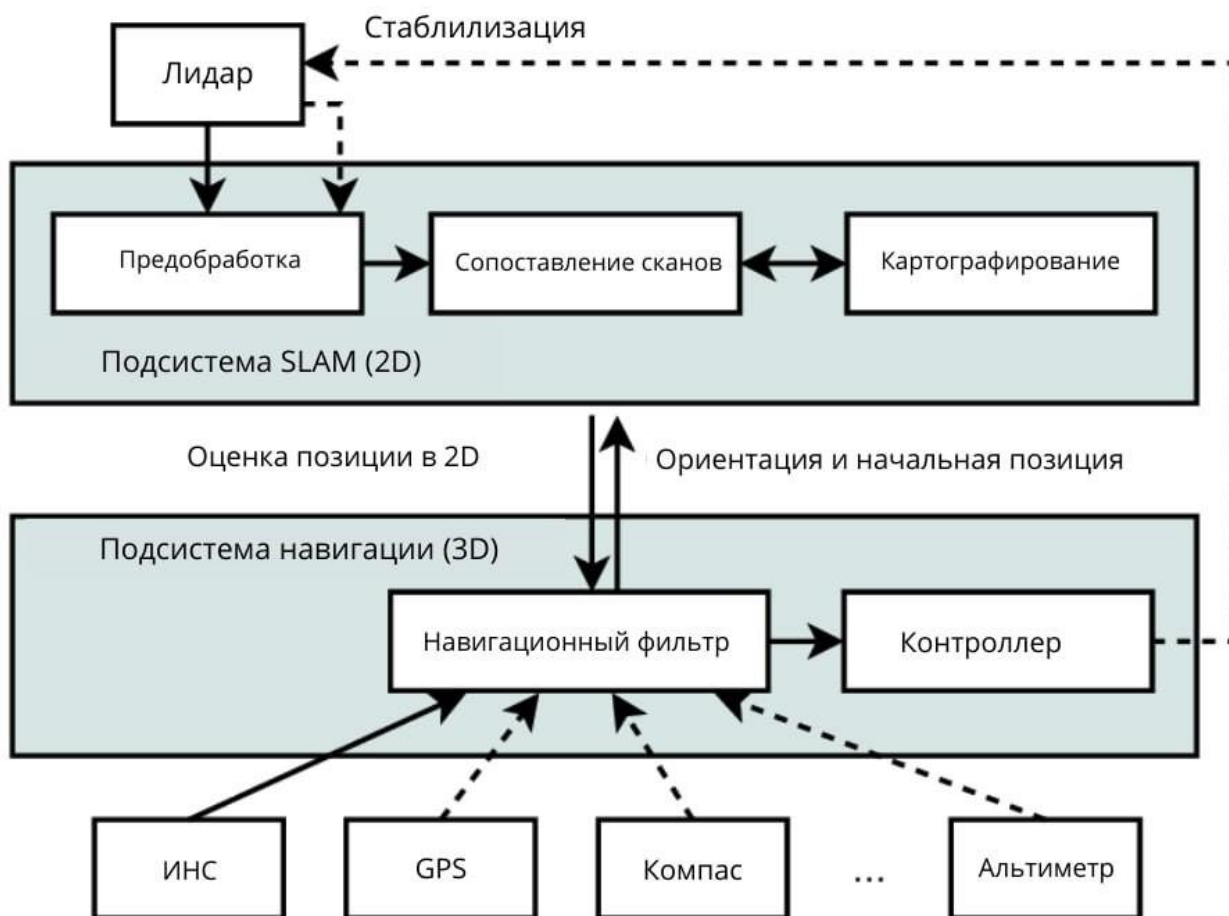 Стаблилизация
Лидар
Предобработка
Сопоставление сканов
Картографирование
Подсистема SLAM (2D)
Оценка позиции в 2D
Ориентация и начальная позиция
Подсистема навигации (3D)
Навигационный фильтр
Контроллер
ИНС
GPS
Компас
...
Альтиметр